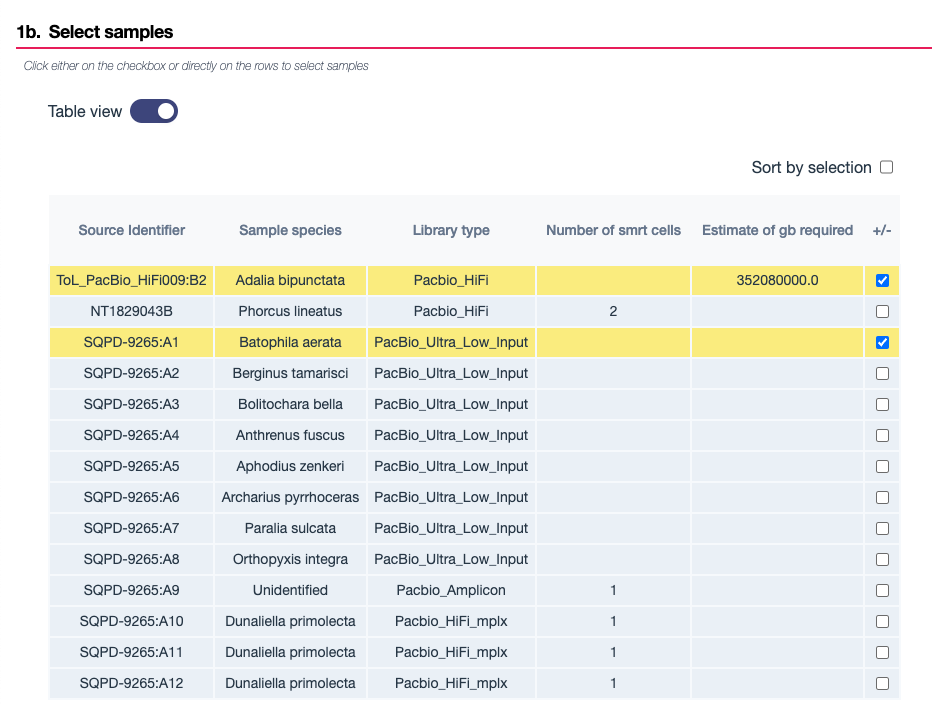 1b. Select samples
Click either on the checkbox or directly on the rows to select samples
Table view
Sort by selection
Source Identifier Sample species Library type Number of smrt cells Estimate of gb required +/-
ToL_PacBio_HiFi009:B2 Adalia bipunctata Pacbio_HiFi 352080000.0
NT1829043B Phorcus lineatus Pacbio_HiFi 2
SQPD-9265:A1 Batophila aerata PacBio_Ultra_Low_Input
SQPD-9265:A2 Berginus tamarisci PacBio_Ultra_Low_Input
SQPD-9265:A3 Bolitochara bella PacBio_Ultra_Low_Input
SQPD-9265:A4 Anthrenus fuscus PacBio_Ultra_Low_Input
SQPD-9265:A5 Aphodius zenkeri PacBio_Ultra_Low_Input
SQPD-9265:A6 Archarius pyrrhoceras PacBio_Ultra_Low_Input
SQPD-9265:A7 Paralia sulcata PacBio_Ultra_Low_Input
SQPD-9265:A8 Orthopyxis integra PacBio_Ultra_Low_Input
SQPD-9265:A9 Unidentified Pacbio_Amplicon 1
SQPD-9265:A10 Dunaliella primolecta Pacbio_HiFi_mplx 1
SQPD-9265:A11 Dunaliella primolecta Pacbio_HiFi_mplx 1
SQPD-9265:A12 Dunaliella primolecta Pacbio_HiFi_mplx 1